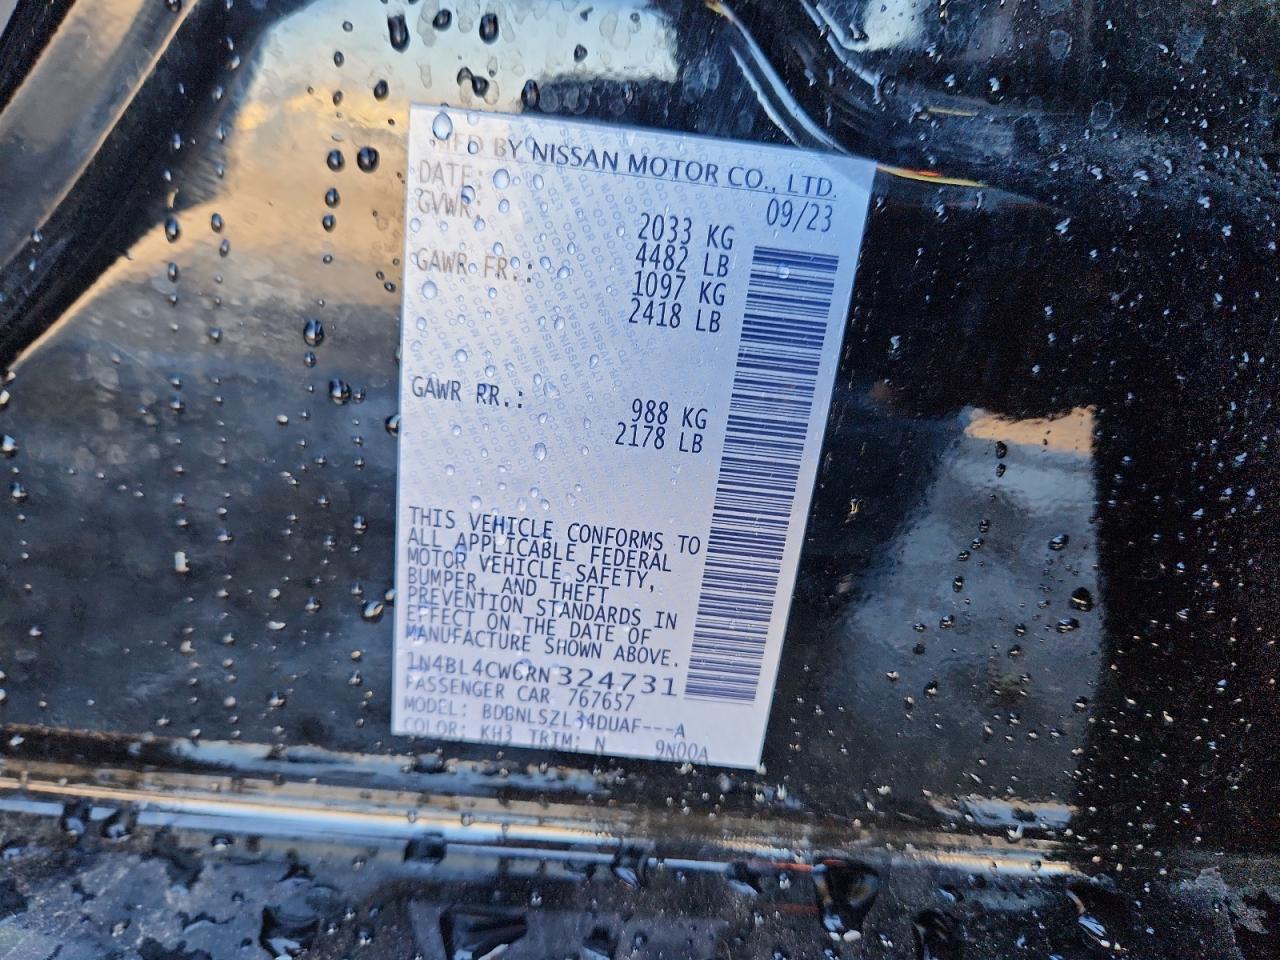 MFD BY NISSAN MOTOR CO., LTD.
DATE: 09/23
GVWR: 2033 KG
4482 LB
GAWR FR.: 1097 KG
2418 LB
GAWR RR.: 988 KG
2178 LB
THIS VEHICLE CONFORMS TO
ALL APPLICABLE FEDERAL
MOTOR VEHICLE SAFETY,
BUMPER, AND THEFT
PREVENTION STANDARDS IN
EFFECT ON THE DATE OF
MANUFACTURE SHOWN ABOVE.
1N4BL4CW6RN324731
PASSENGER CAR 767657
MODEL: BDBNLSZL34DUAF---A
COLOR: KH3 TRIM: N 9N00A